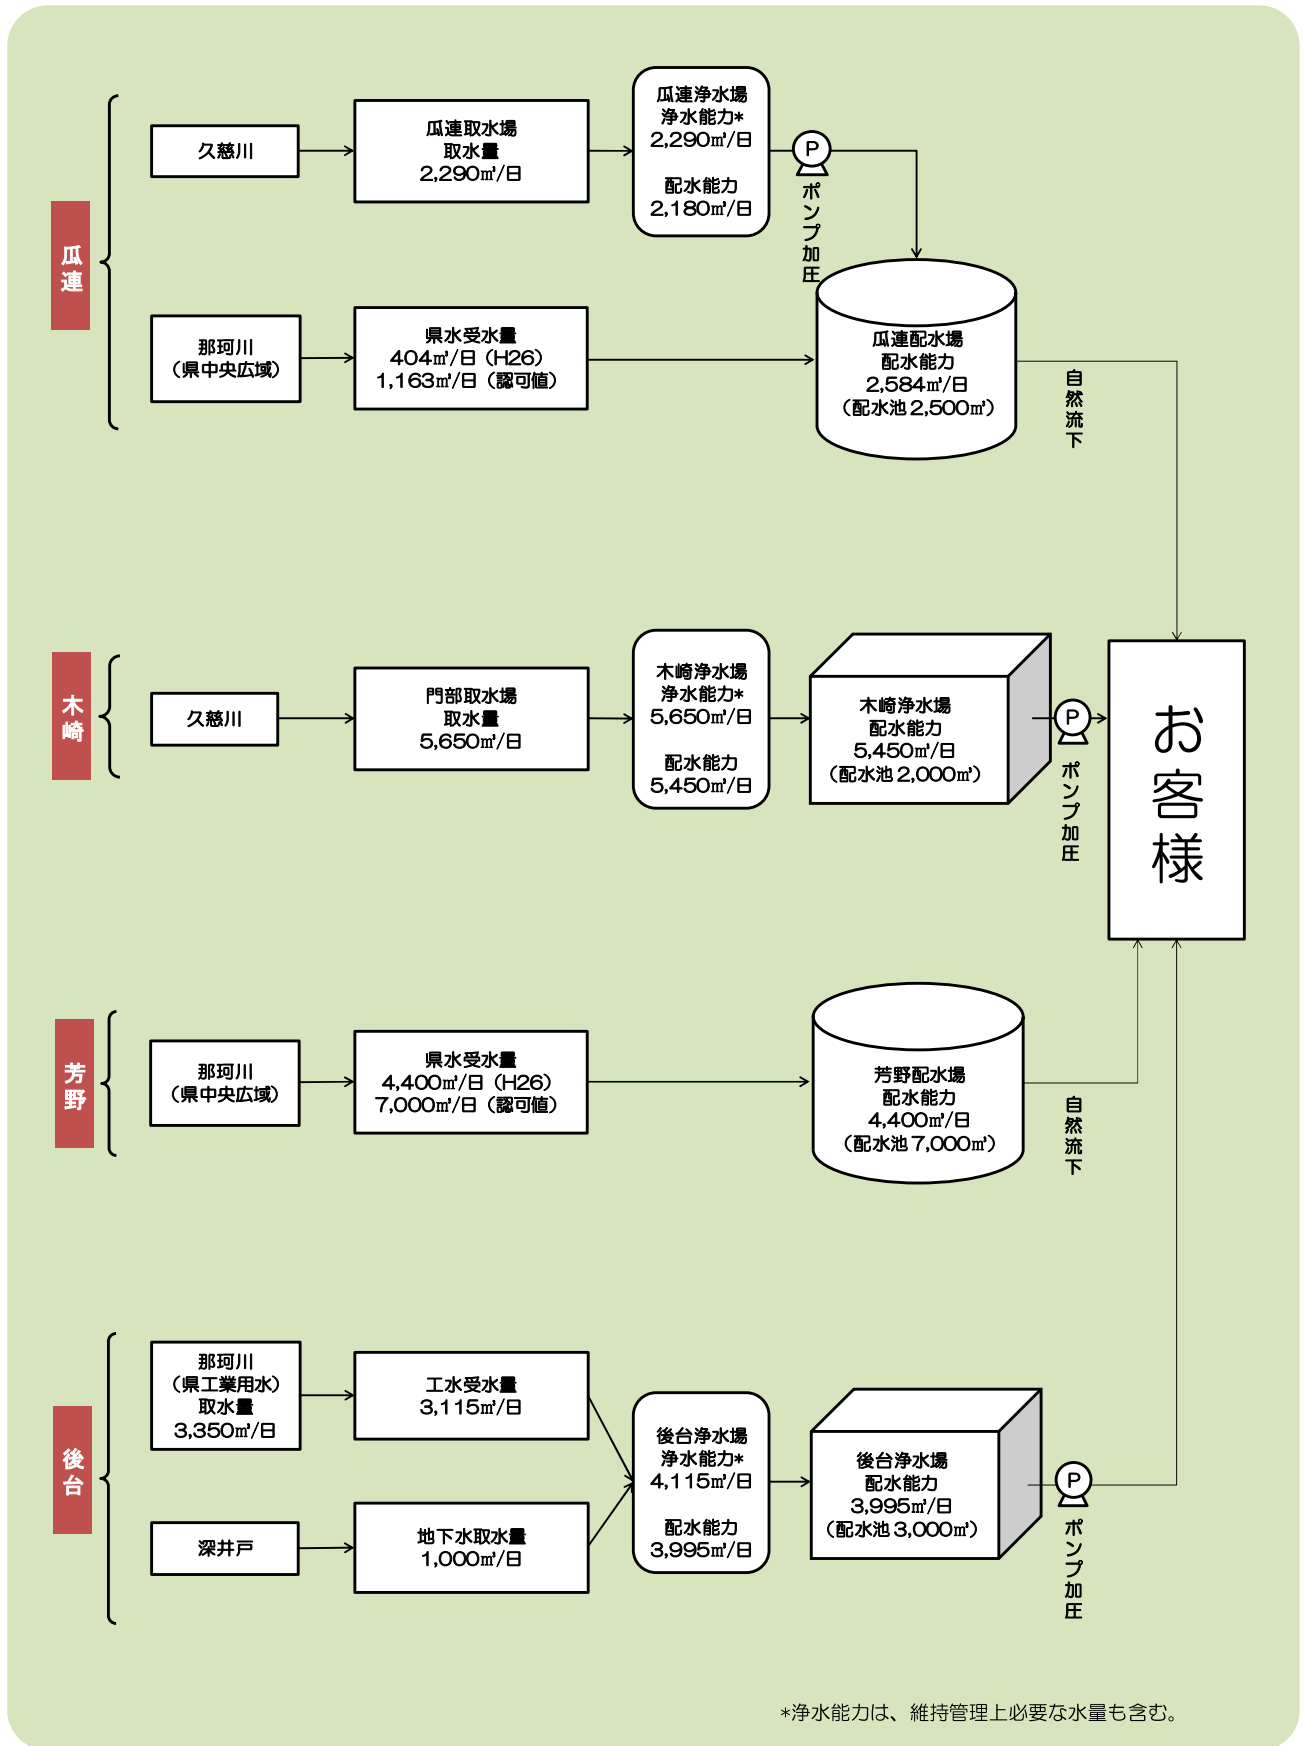 瓜連
久慈川
瓜連取水場
取水量
2,290㎥/日
瓜連浄水場
浄水能力*
2,290㎥/日
配水能力
2,180㎥/日
P
ポンプ加圧
那珂川
（県中央広域）
県水受水量
404㎥/日（H26）
1,163㎥/日（認可値）
瓜連配水場
配水能力
2,584㎥/日
（配水池2,500㎥）
自然流下
木崎
久慈川
門部取水場
取水量
5,650㎥/日
木崎浄水場
浄水能力*
5,650㎥/日
配水能力
5,450㎥/日
木崎浄水場
配水能力
5,450㎥/日
（配水池2,000㎥）
P
ポンプ加圧
お客様
芳野
那珂川
（県中央広域）
県水受水量
4,400㎥/日（H26）
7,000㎥/日（認可値）
芳野配水場
配水能力
4,400㎥/日
（配水池7,000㎥）
自然流下
後台
那珂川
（県工業用水）
取水量
3,350㎥/日
工水受水量
3,115㎥/日
深井戸
地下水取水量
1,000㎥/日
後台浄水場
浄水能力*
4,115㎥/日
配水能力
3,995㎥/日
後台浄水場
配水能力
3,995㎥/日
（配水池3,000㎥）
P
ポンプ加圧
*浄水能力は、維持管理上必要な水量も含む。